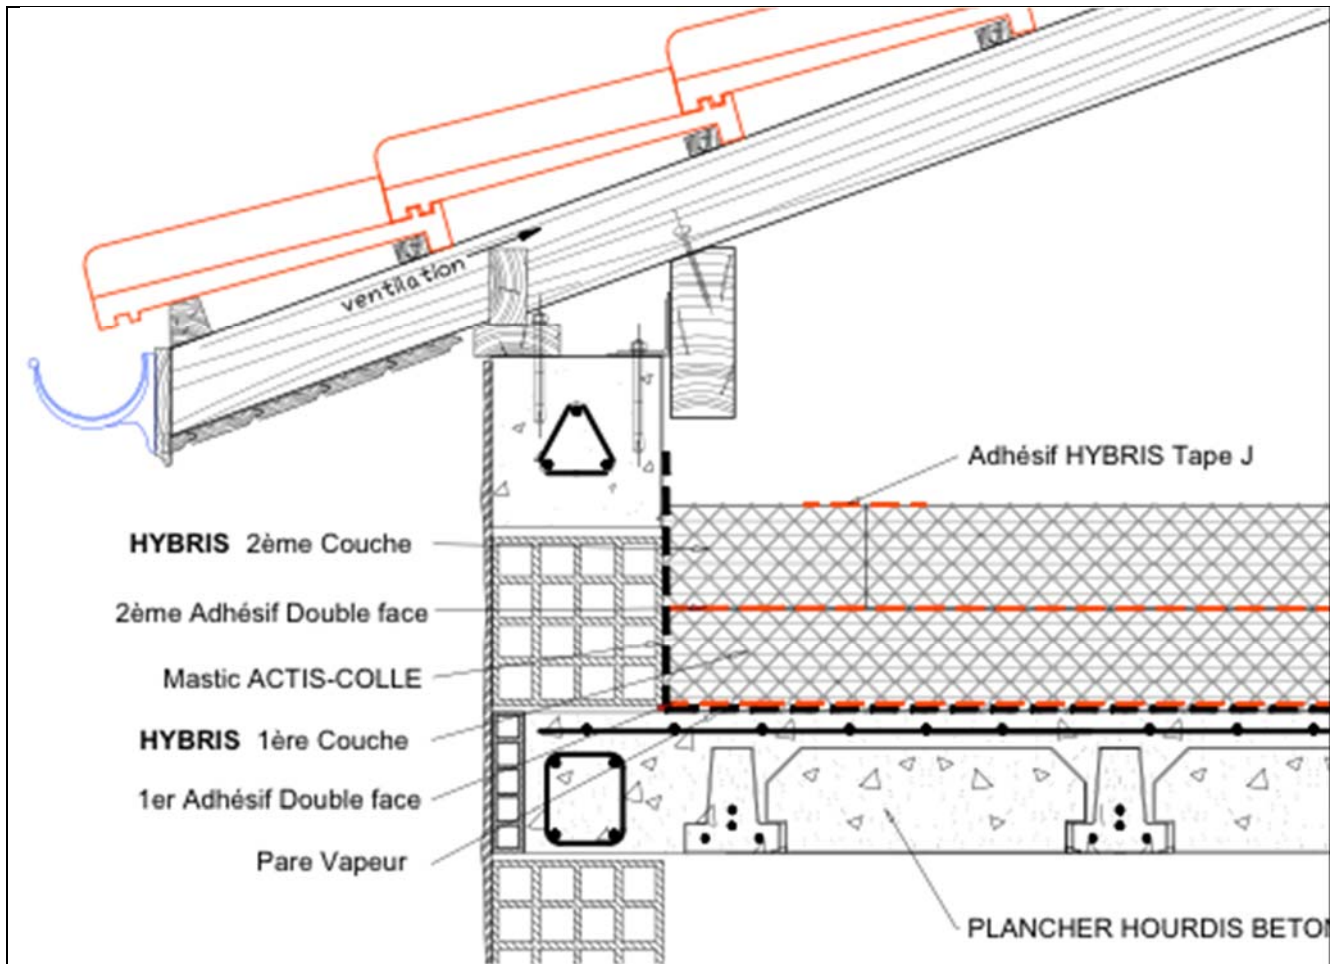 ventilation
Adhésif HYBRIS Tape J
HYBRIS 2ème Couche
2ème Adhésif Double face
Mastic ACTIS-COLLE
HYBRIS 1ère Couche
1er Adhésif Double face
Pare Vapeur
PLANCHER HOURDIS BETON